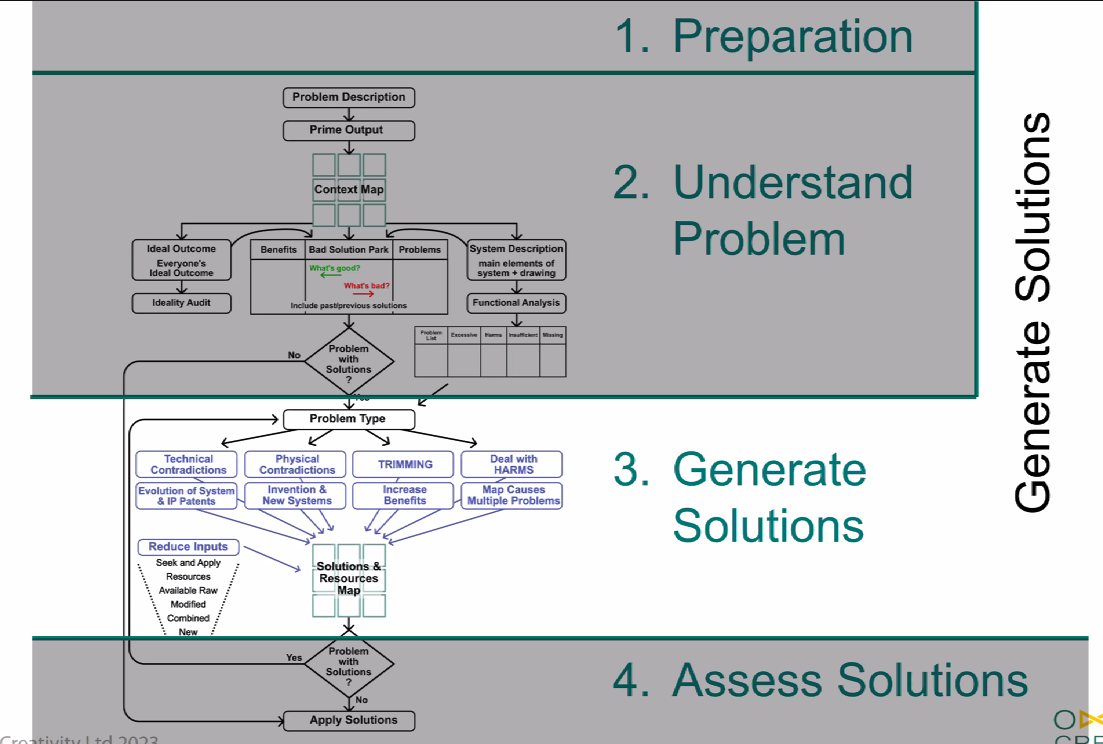 1. Preparation
Problem Description
Prime Output
Context Map
2. Understand
Problem
Ideal Outcome
Everyone's
Ideal Outcome
Ideality Audit
Benefits
Bad Solution Park
Problems
What's good?
What's bad?
Include past/previous solutions
System Description
main elements of
system + drawing
Functional Analysis
Problem
List
Excessive
Harms
Insufficient
Missing
No
Problem
with
Solutions
?
Yes
Problem Type
Technical
Contradictions
Physical
Contradictions
TRIMMING
Deal with
HARMS
Evolution of System
& IP Patents
Invention &
New Systems
Increase
Benefits
Map Causes
Multiple Problems
3. Generate
Solutions
Reduce Inputs
Seek and Apply
Resources
Available Raw
Modified
Combined
New
Solutions &
Resources
Map
Yes
Problem
with
Solutions
?
No
Apply Solutions
4. Assess Solutions
Generate Solutions
Creativity Ltd 2023